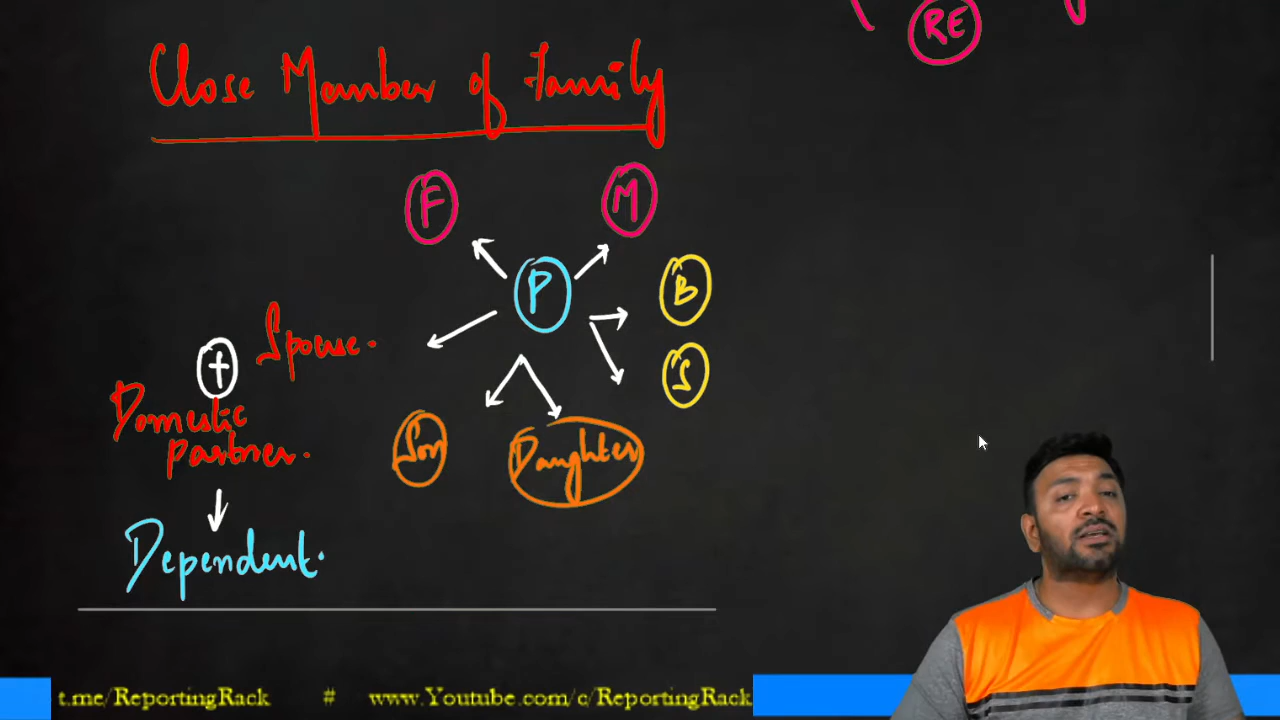 RE
Close Member of Family
F
M
P
B
Spouse.
+
S
Domestic
partner.
Son
Daughter
Dependent.
t.me/ReportingRack # www.Youtube.com/c/ReportingRack